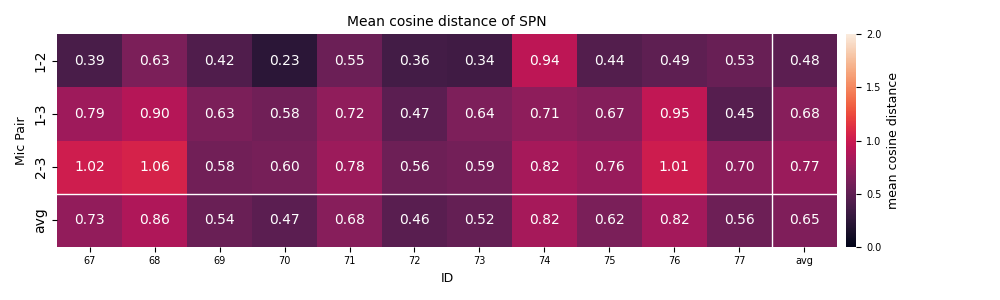 Mean cosine distance of SPN
Mic Pair
1-2 0.39 0.63 0.42 0.23 0.55 0.36 0.34 0.94 0.44 0.49 0.53 0.48
1-3 0.79 0.90 0.63 0.58 0.72 0.47 0.64 0.71 0.67 0.95 0.45 0.68
2-3 1.02 1.06 0.58 0.60 0.78 0.56 0.59 0.82 0.76 1.01 0.70 0.77
avg 0.73 0.86 0.54 0.47 0.68 0.46 0.52 0.82 0.62 0.82 0.56 0.65
67 68 69 70 71 72 73 74 75 76 77 avg
ID
2.0
1.5
1.0
0.5
0.0
mean cosine distance